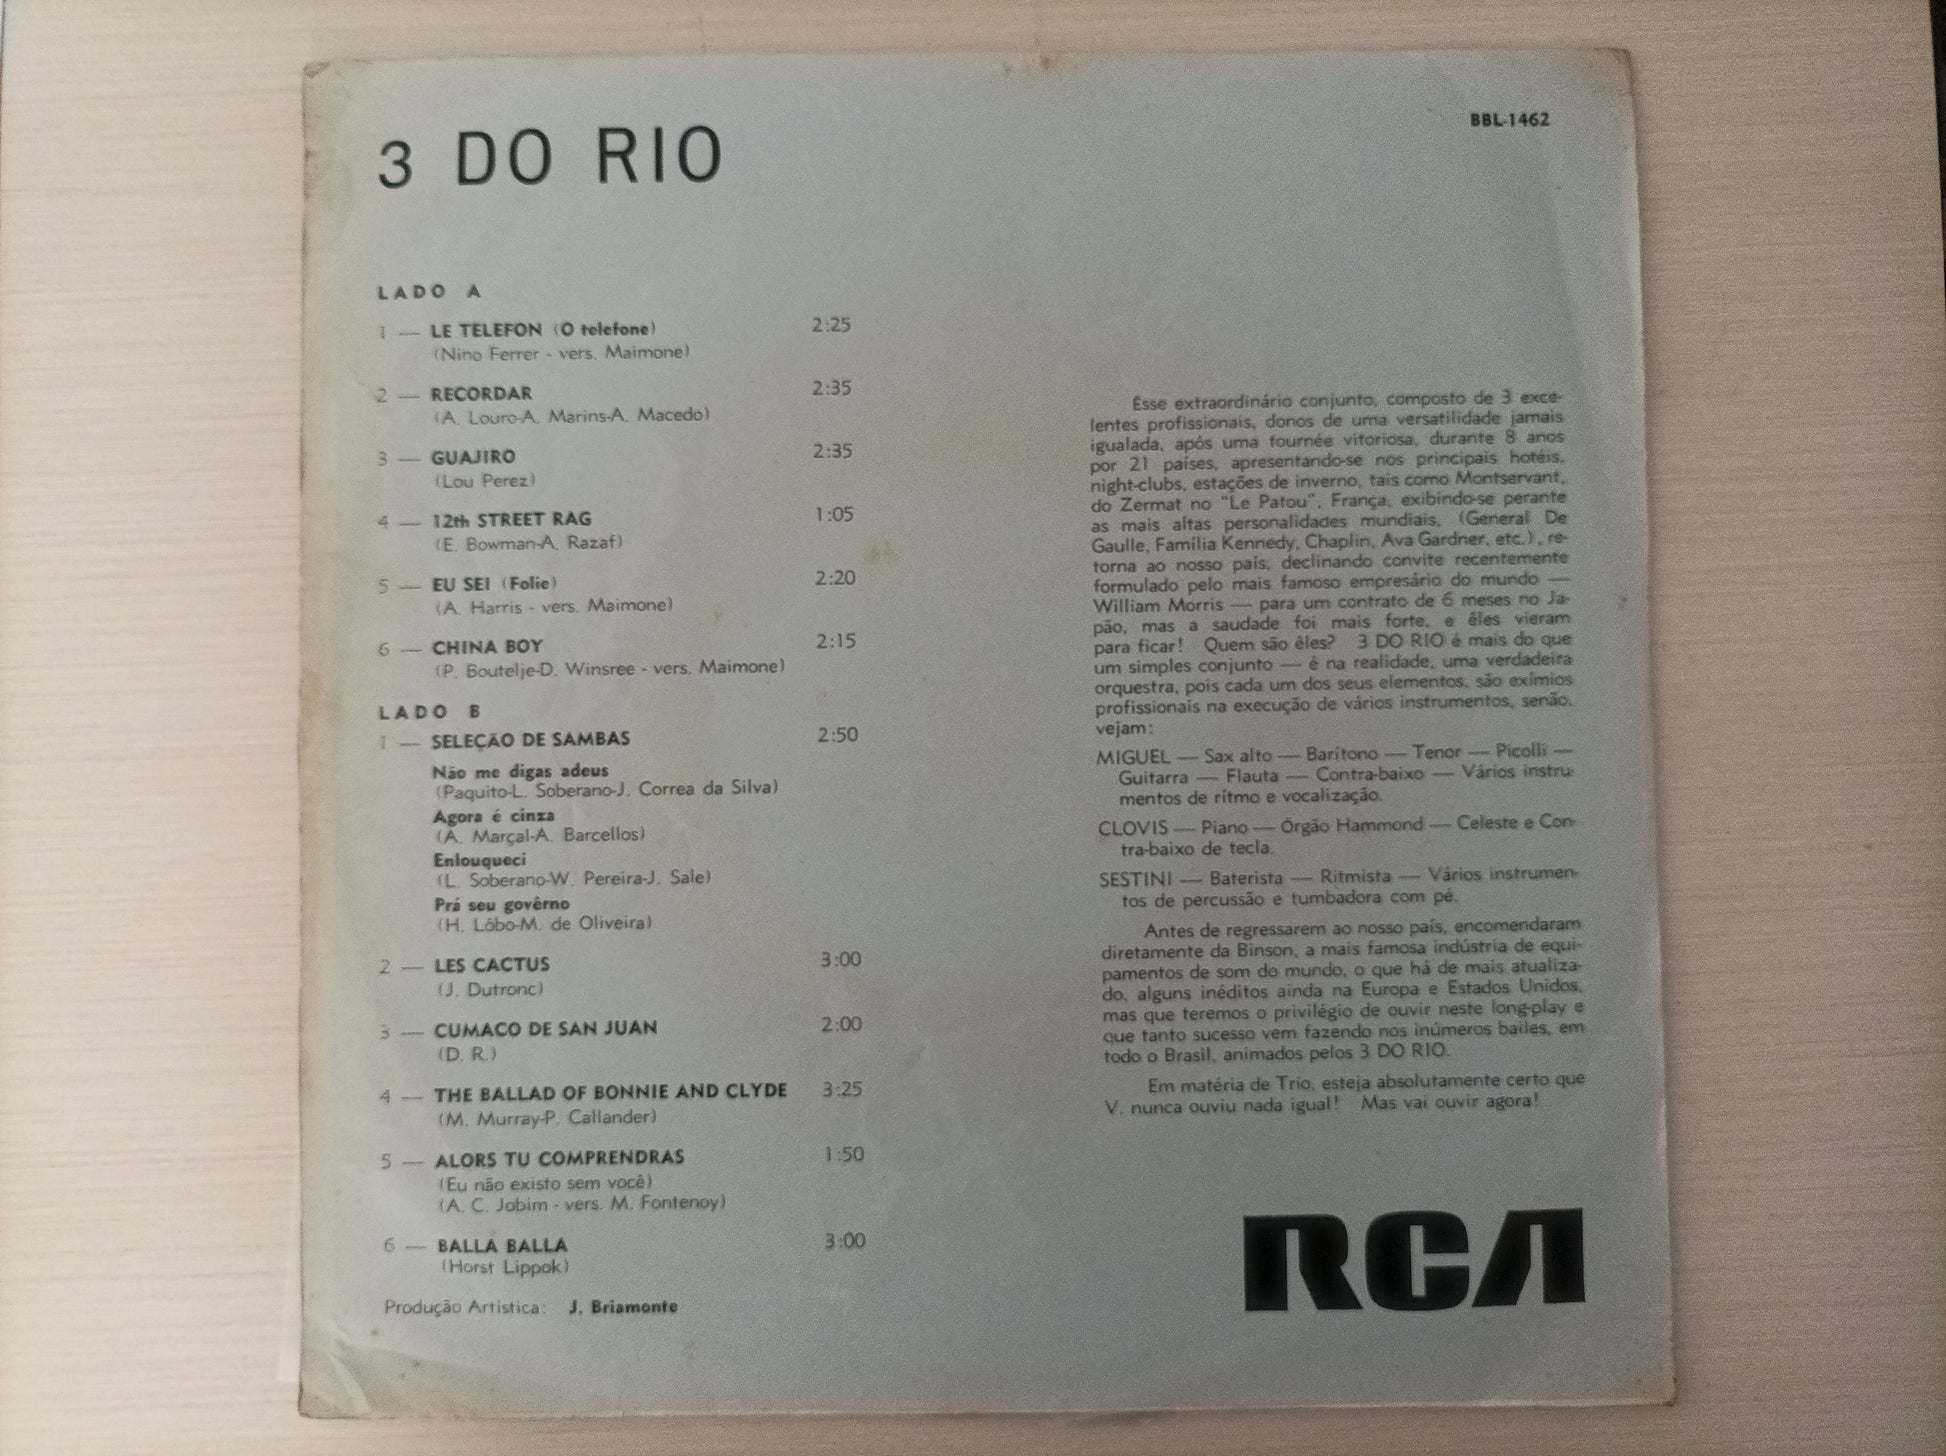 3 DO RIO
BBL-1462
LADO A
1 — LE TELEFON (O telefone) 2:25
(Nino Ferrer - vers. Maimone)
2 — RECORDAR 2:35
(A. Louro-A. Marins-A. Macedo)
3 — GUAJIRO 2:35
(Lou Perez)
4 — 12th STREET RAG 1:05
(E. Bowman-A. Razaf)
5 — EU SEI (Folie) 2:20
(A. Harris - vers. Maimone)
6 — CHINA BOY 2:15
(P. Boutelje-D. Winsree - vers. Maimone)
LADO B
1 — SELEÇÃO DE SAMBAS 2:50
Não me digas adeus
(Paquito-L. Soberano-J. Correa da Silva)
Agora é cinza
(A. Marçal-A. Barcellos)
Enlouqueci
(L. Soberano-W. Pereira-J. Sale)
Prá seu govêrno
(H. Lôbo-M. de Oliveira)
2 — LES CACTUS 3:00
(J. Dutronc)
3 — CUMACO DE SAN JUAN 2:00
(D. R.)
4 — THE BALLAD OF BONNIE AND CLYDE 3:25
(M. Murray-P. Callander)
5 — ALORS TU COMPRENDRAS 1:50
(Eu não existo sem você)
(A. C. Jobim - vers. M. Fontenoy)
6 — BALLA BALLA 3:00
(Horst Lippok)
Produção Artística: J. Briamonte
Esse extraordinário conjunto, composto de 3 exce-
lentes profissionais, donos de uma versatilidade jamais
igualada, após uma tournée vitoriosa, durante 8 anos
por 21 países, apresentando-se nos principais hotéis,
night-clubs, estações de inverno, tais como Montservant,
do Zermat no "Le Patou", França, exibindo-se perante
as mais altas personalidades mundiais, (General De
Gaulle, Família Kennedy, Chaplin, Ava Gardner, etc.), re-
torna ao nosso país, declinando convite recentemente
formulado pelo mais famoso empresário do mundo —
William Morris — para um contrato de 6 meses no Ja-
pão, mas a saudade foi mais forte, e êles vieram
para ficar! Quem são êles? 3 DO RIO é mais do que
um simples conjunto — é na realidade, uma verdadeira
orquestra, pois cada um dos seus elementos, são exímios
profissionais na execução de vários instrumentos, senão,
vejam:
MIGUEL — Sax alto — Barítono — Tenor — Picolli —
Guitarra — Flauta — Contra-baixo — Vários instru-
mentos de rítmo e vocalização.
CLOVIS — Piano — Órgão Hammond — Celeste e Con-
tra-baixo de tecla.
SESTINI — Baterista — Ritmista — Vários instrumen-
tos de percussão e tumbadora com pé.
Antes de regressarem ao nosso país, encomendaram
diretamente da Binson, a mais famosa indústria de equi-
pamentos de som do mundo, o que há de mais atualiza-
do, alguns inéditos ainda na Europa e Estados Unidos,
mas que teremos o privilégio de ouvir neste long-play e
que tanto sucesso vem fazendo nos inúmeros bailes, em
todo o Brasil, animados pelos 3 DO RIO.
Em matéria de Trio, esteja absolutamente certo que
V. nunca ouviu nada igual! Mas vai ouvir agora!
RCA